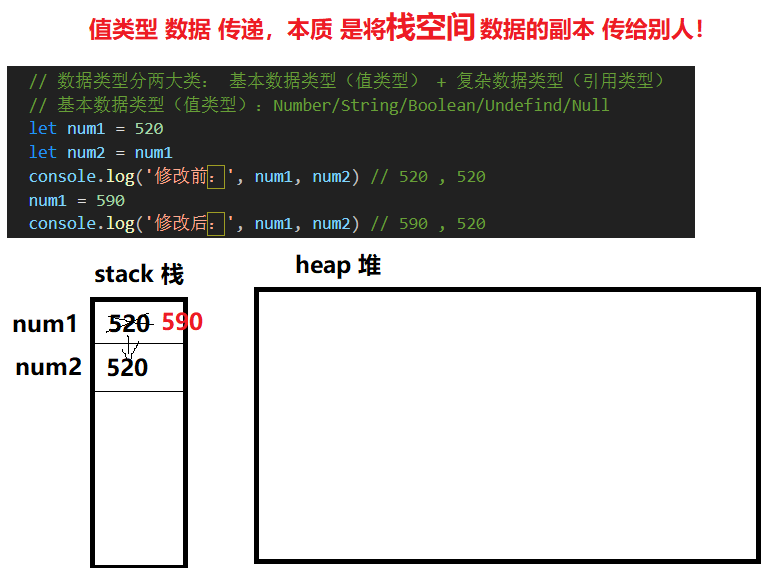 值类型 数据 传递，本质 是将栈空间 数据的副本 传给别人！
// 数据类型分两大类： 基本数据类型（值类型） + 复杂数据类型（引用类型）
// 基本数据类型（值类型）：Number/String/Boolean/Undefind/Null
let num1 = 520
let num2 = num1
console.log('修改前：', num1, num2) // 520 , 520
num1 = 590
console.log('修改后：', num1, num2) // 590 , 520
stack 栈
heap 堆
num1 520 590
num2 520